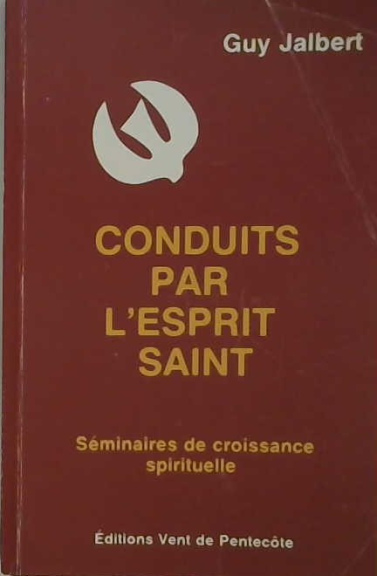 Guy Jalbert
CONDUITS
PAR
L'ESPRIT
SAINT
Séminaires de croissance
spirituelle
Éditions Vent de Pentecôte